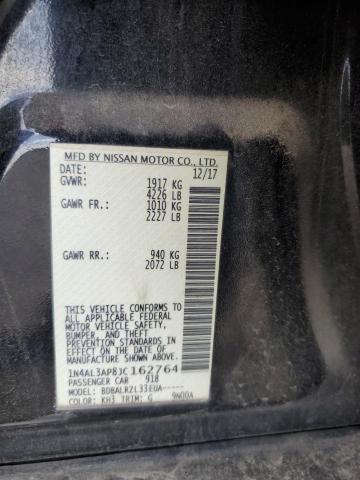 MFD BY NISSAN MOTOR CO., LTD.
DATE: 12/17
GVWR: 1917 KG
4226 LB
GAWR FR.: 1010 KG
2227 LB
GAWR RR.: 940 KG
2072 LB
THIS VEHICLE CONFORMS TO
ALL APPLICABLE FEDERAL
MOTOR VEHICLE SAFETY,
BUMPER, AND THEFT
PREVENTION STANDARDS IN
EFFECT ON THE DATE OF
MANUFACTURE SHOWN ABOVE.
1N4AL3AP8JC162764
PASSENGER CAR 918
MODEL: BDBALRZL33EUA-----
COLOR: KH3 TRIM: G 9N00A